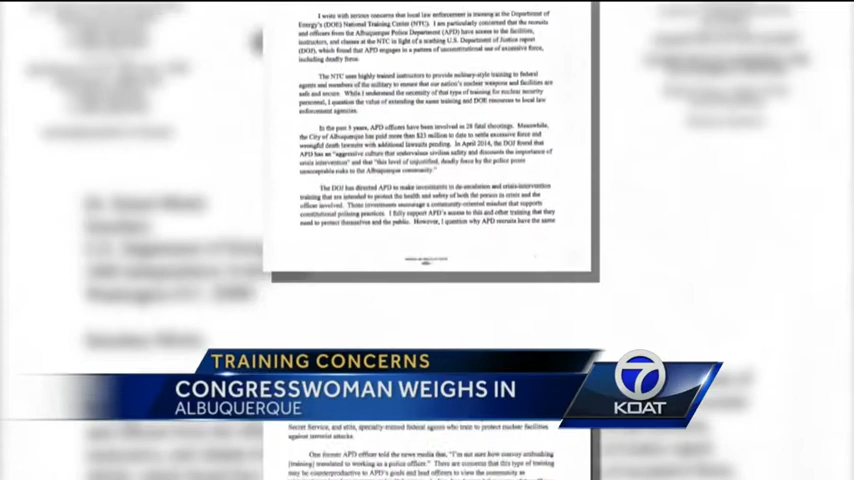 I write with serious concerns that local law enforcement is training at the Department of
Energy's (DOE) National Training Center (NTC). I am particularly concerned that the recruits
and officers from the Albuquerque Police Department (APD) have access to the facilities,
instructors, and classes at the NTC in light of a scathing U.S. Department of Justice report
(DOJ), which found that APD engages in a pattern of unconstitutional use of excessive force,
including deadly force.
The NTC uses highly trained instructors to provide military-style training to federal
agents and members of the military to ensure that our nation's nuclear weapons and facilities are
safe and secure. While I understand the necessity of that type of training for nuclear security
personnel, I question the value of extending the same training and DOE resources to local law
enforcement agencies.
In the past 5 years, APD officers have been involved in 28 fatal shootings. Meanwhile,
the City of Albuquerque has paid more than $23 million to date to settle excessive force and
wrongful death lawsuits with additional lawsuits pending. In April 2014, the DOJ found that
APD has an "aggressive culture that undervalues civilian safety and discounts the importance of
crisis intervention" and that "this level of unjustified, deadly force by the police poses
unacceptable risks to the Albuquerque community."
The DOJ has directed APD to make investments in de-escalation and crisis-intervention
training that are intended to protect the health and safety of both the person in crisis and the
officer involved. These investments encourage a community-oriented mindset that supports
constitutional policing practices. I fully support APD's access to this and other training that they
need to protect themselves and the public. However, I question why APD recruits have the same
TRAINING CONCERNS
CONGRESSWOMAN WEIGHS IN
ALBUQUERQUE
7
KOAT
Secret Service, and elite, specially-trained federal agents who train to protect nuclear facilities
against terrorist attacks.
One former APD officer told the news media that, "I'm not sure how convoy ambushing
[training] translated to working as a police officer." There are concerns that this type of training
may be counterproductive to APD's goals and lead officers to view the community as